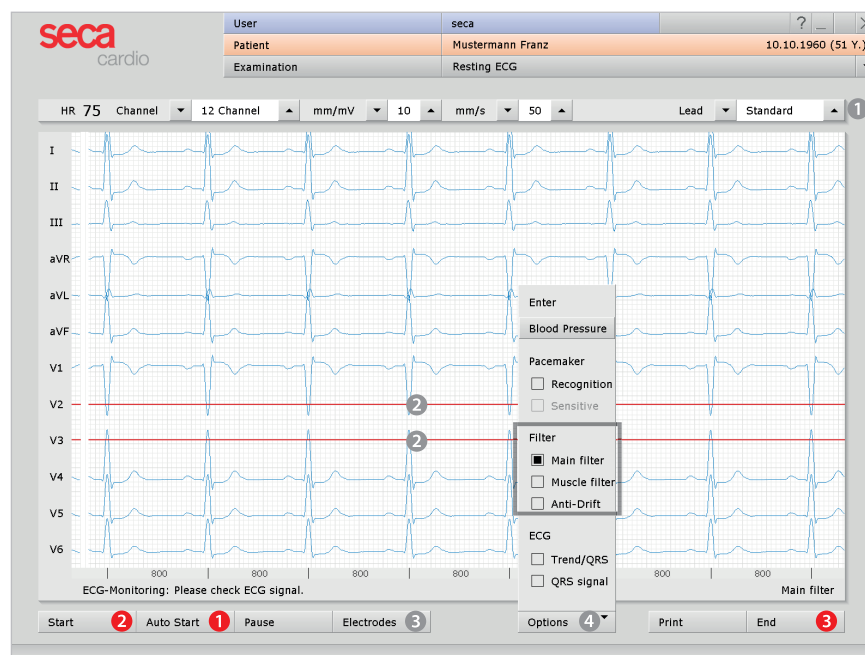 seca
cardio
User seca ? _
Patient Mustermann Franz 10.10.1960 (51 Y.)
Examination Resting ECG
HR 75 Channel 12 Channel mm/mV 10 mm/s 50 Lead Standard 1
I
II
III
aVR
aVL
aVF
V1
V2 2
V3 2
V4
V5
V6
Enter
Blood Pressure
Pacemaker
Recognition
Sensitive
Filter
Main filter
Muscle filter
Anti-Drift
ECG
Trend/QRS
QRS signal
800 800 800 800 800 800
ECG-Monitoring: Please check ECG signal. Main filter
Start 2 Auto Start 1 Pause Electrodes 3 Options 4 Print End 3